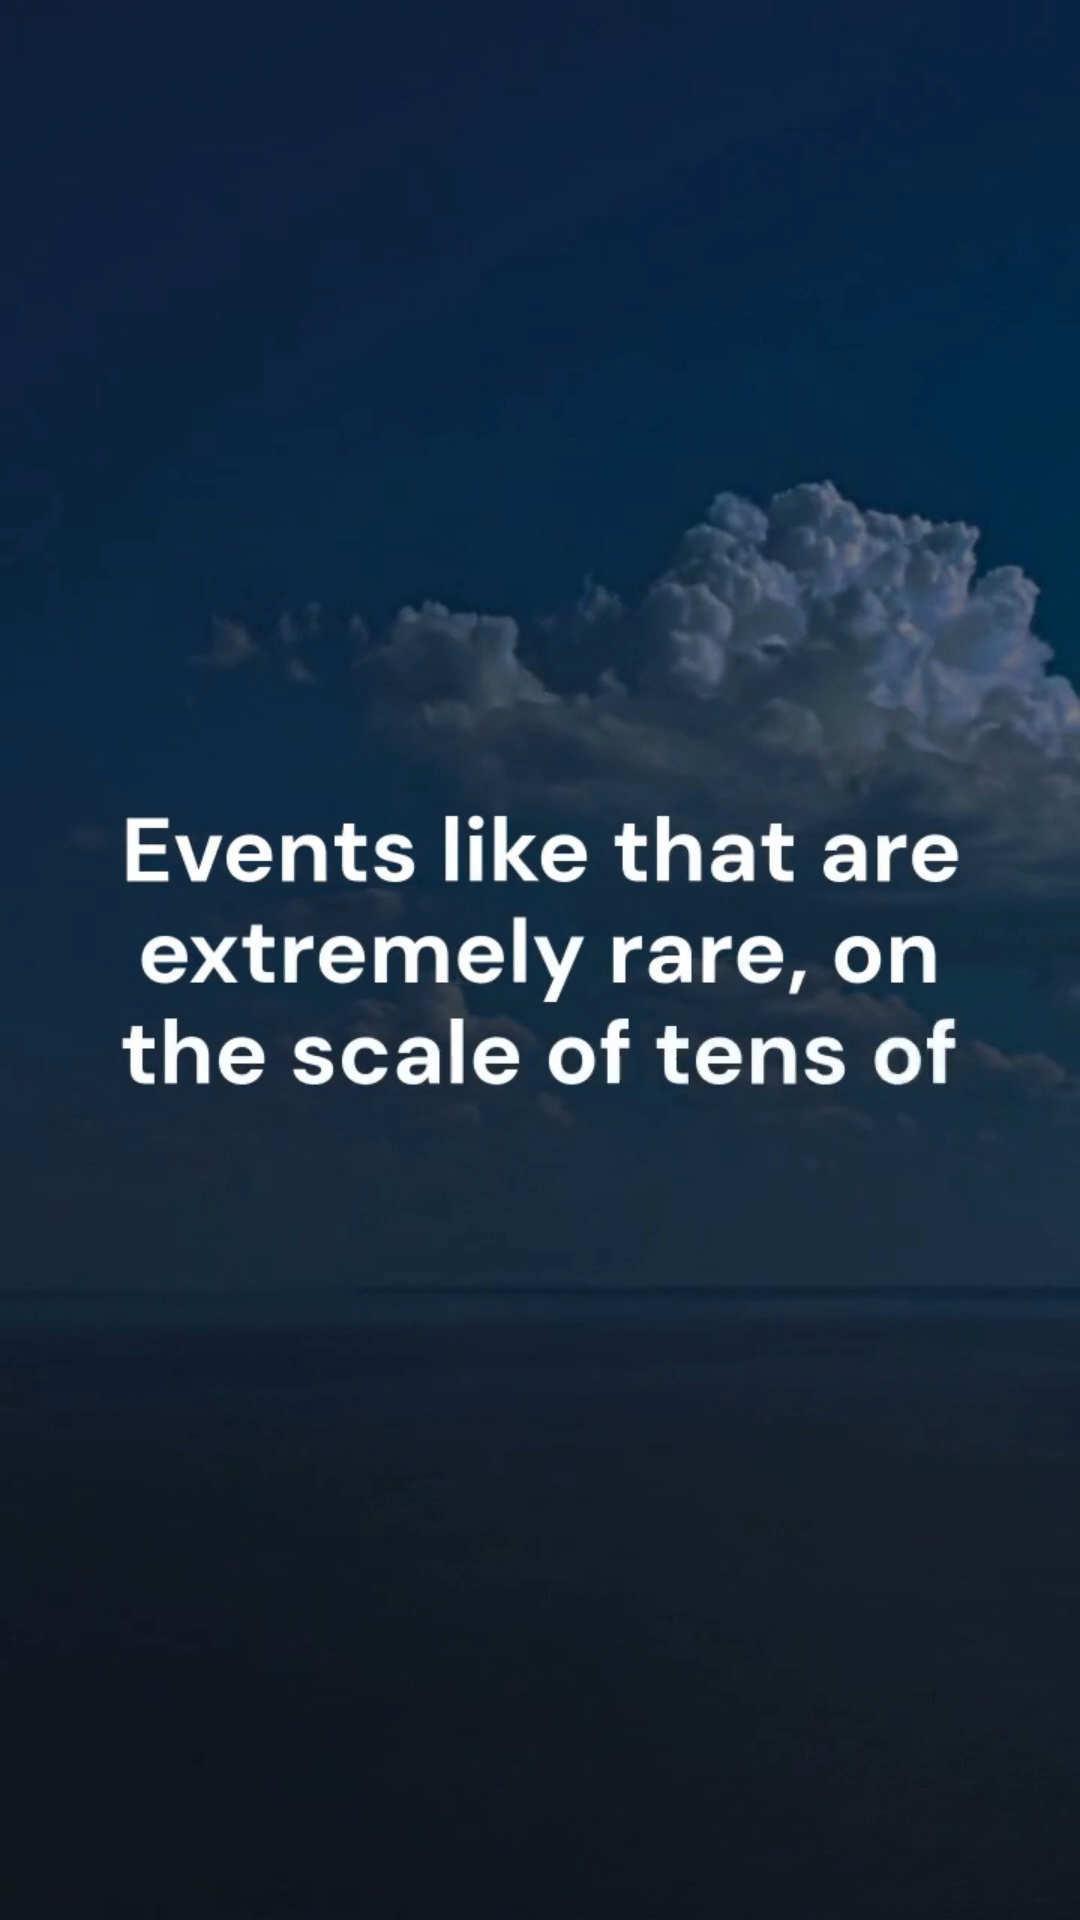 Events like that are
extremely rare, on
the scale of tens of